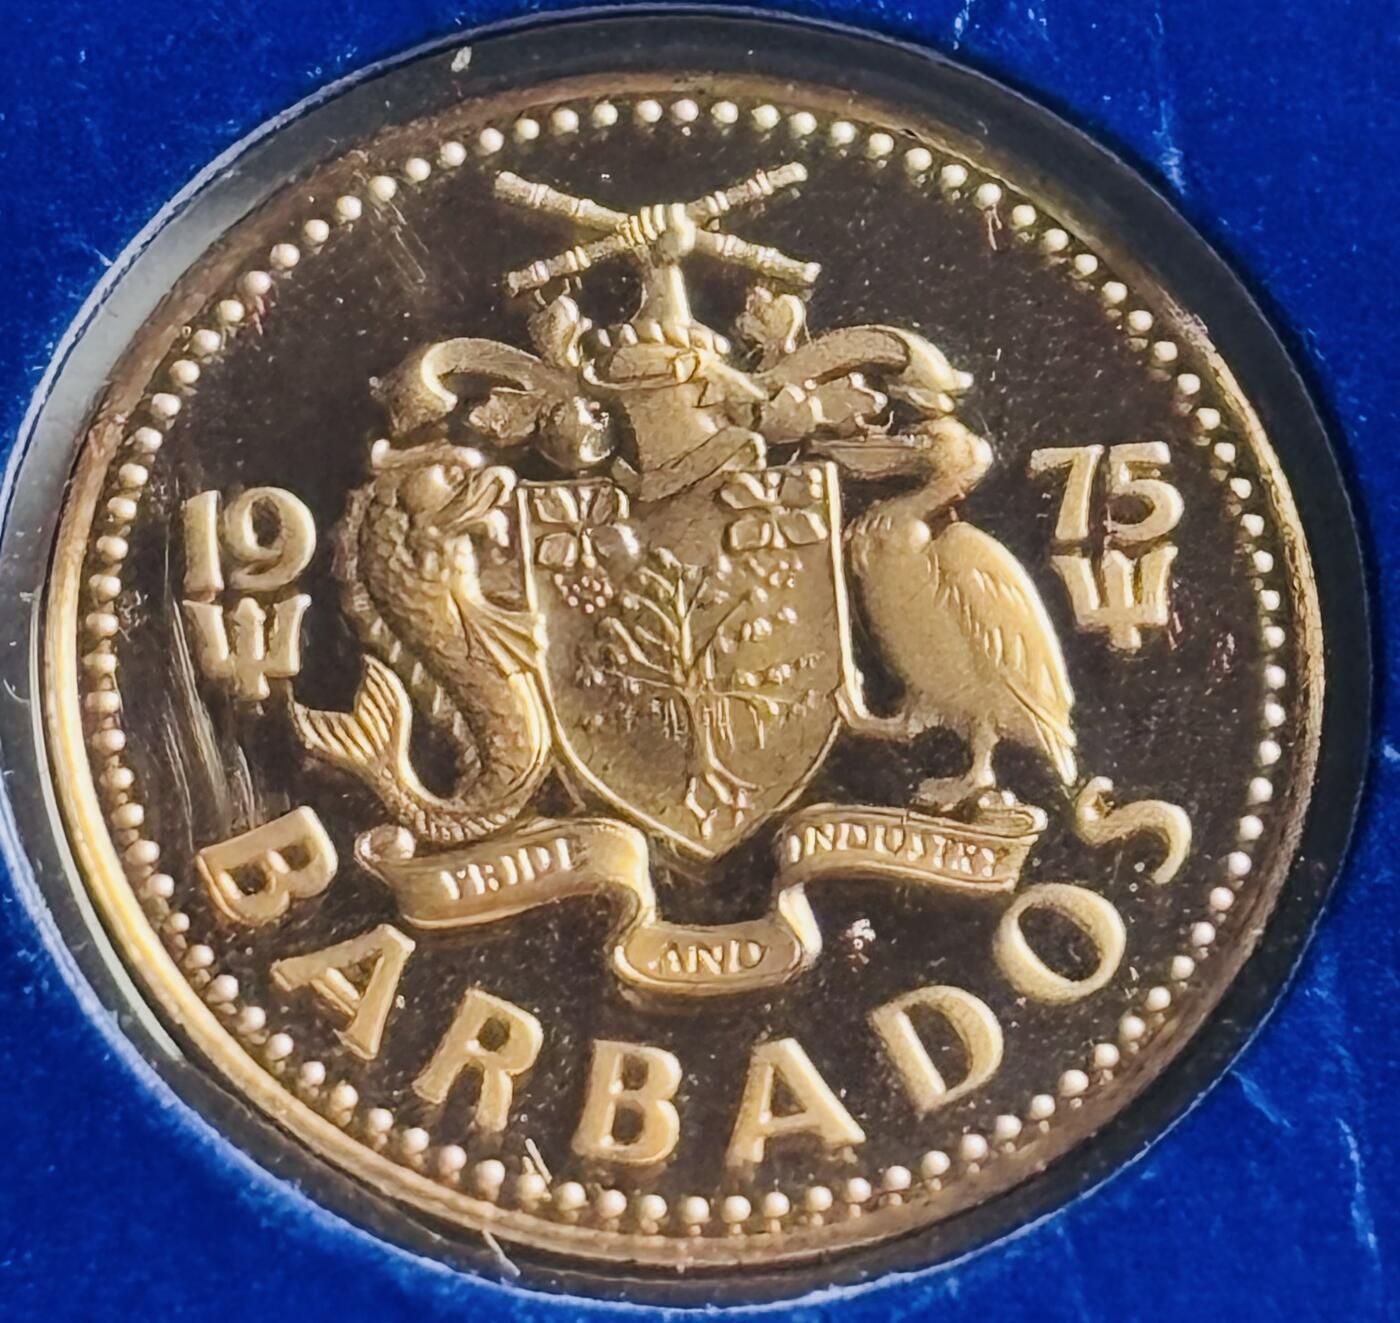 19 75
PRIDE AND INDUSTRY
BARBADOS